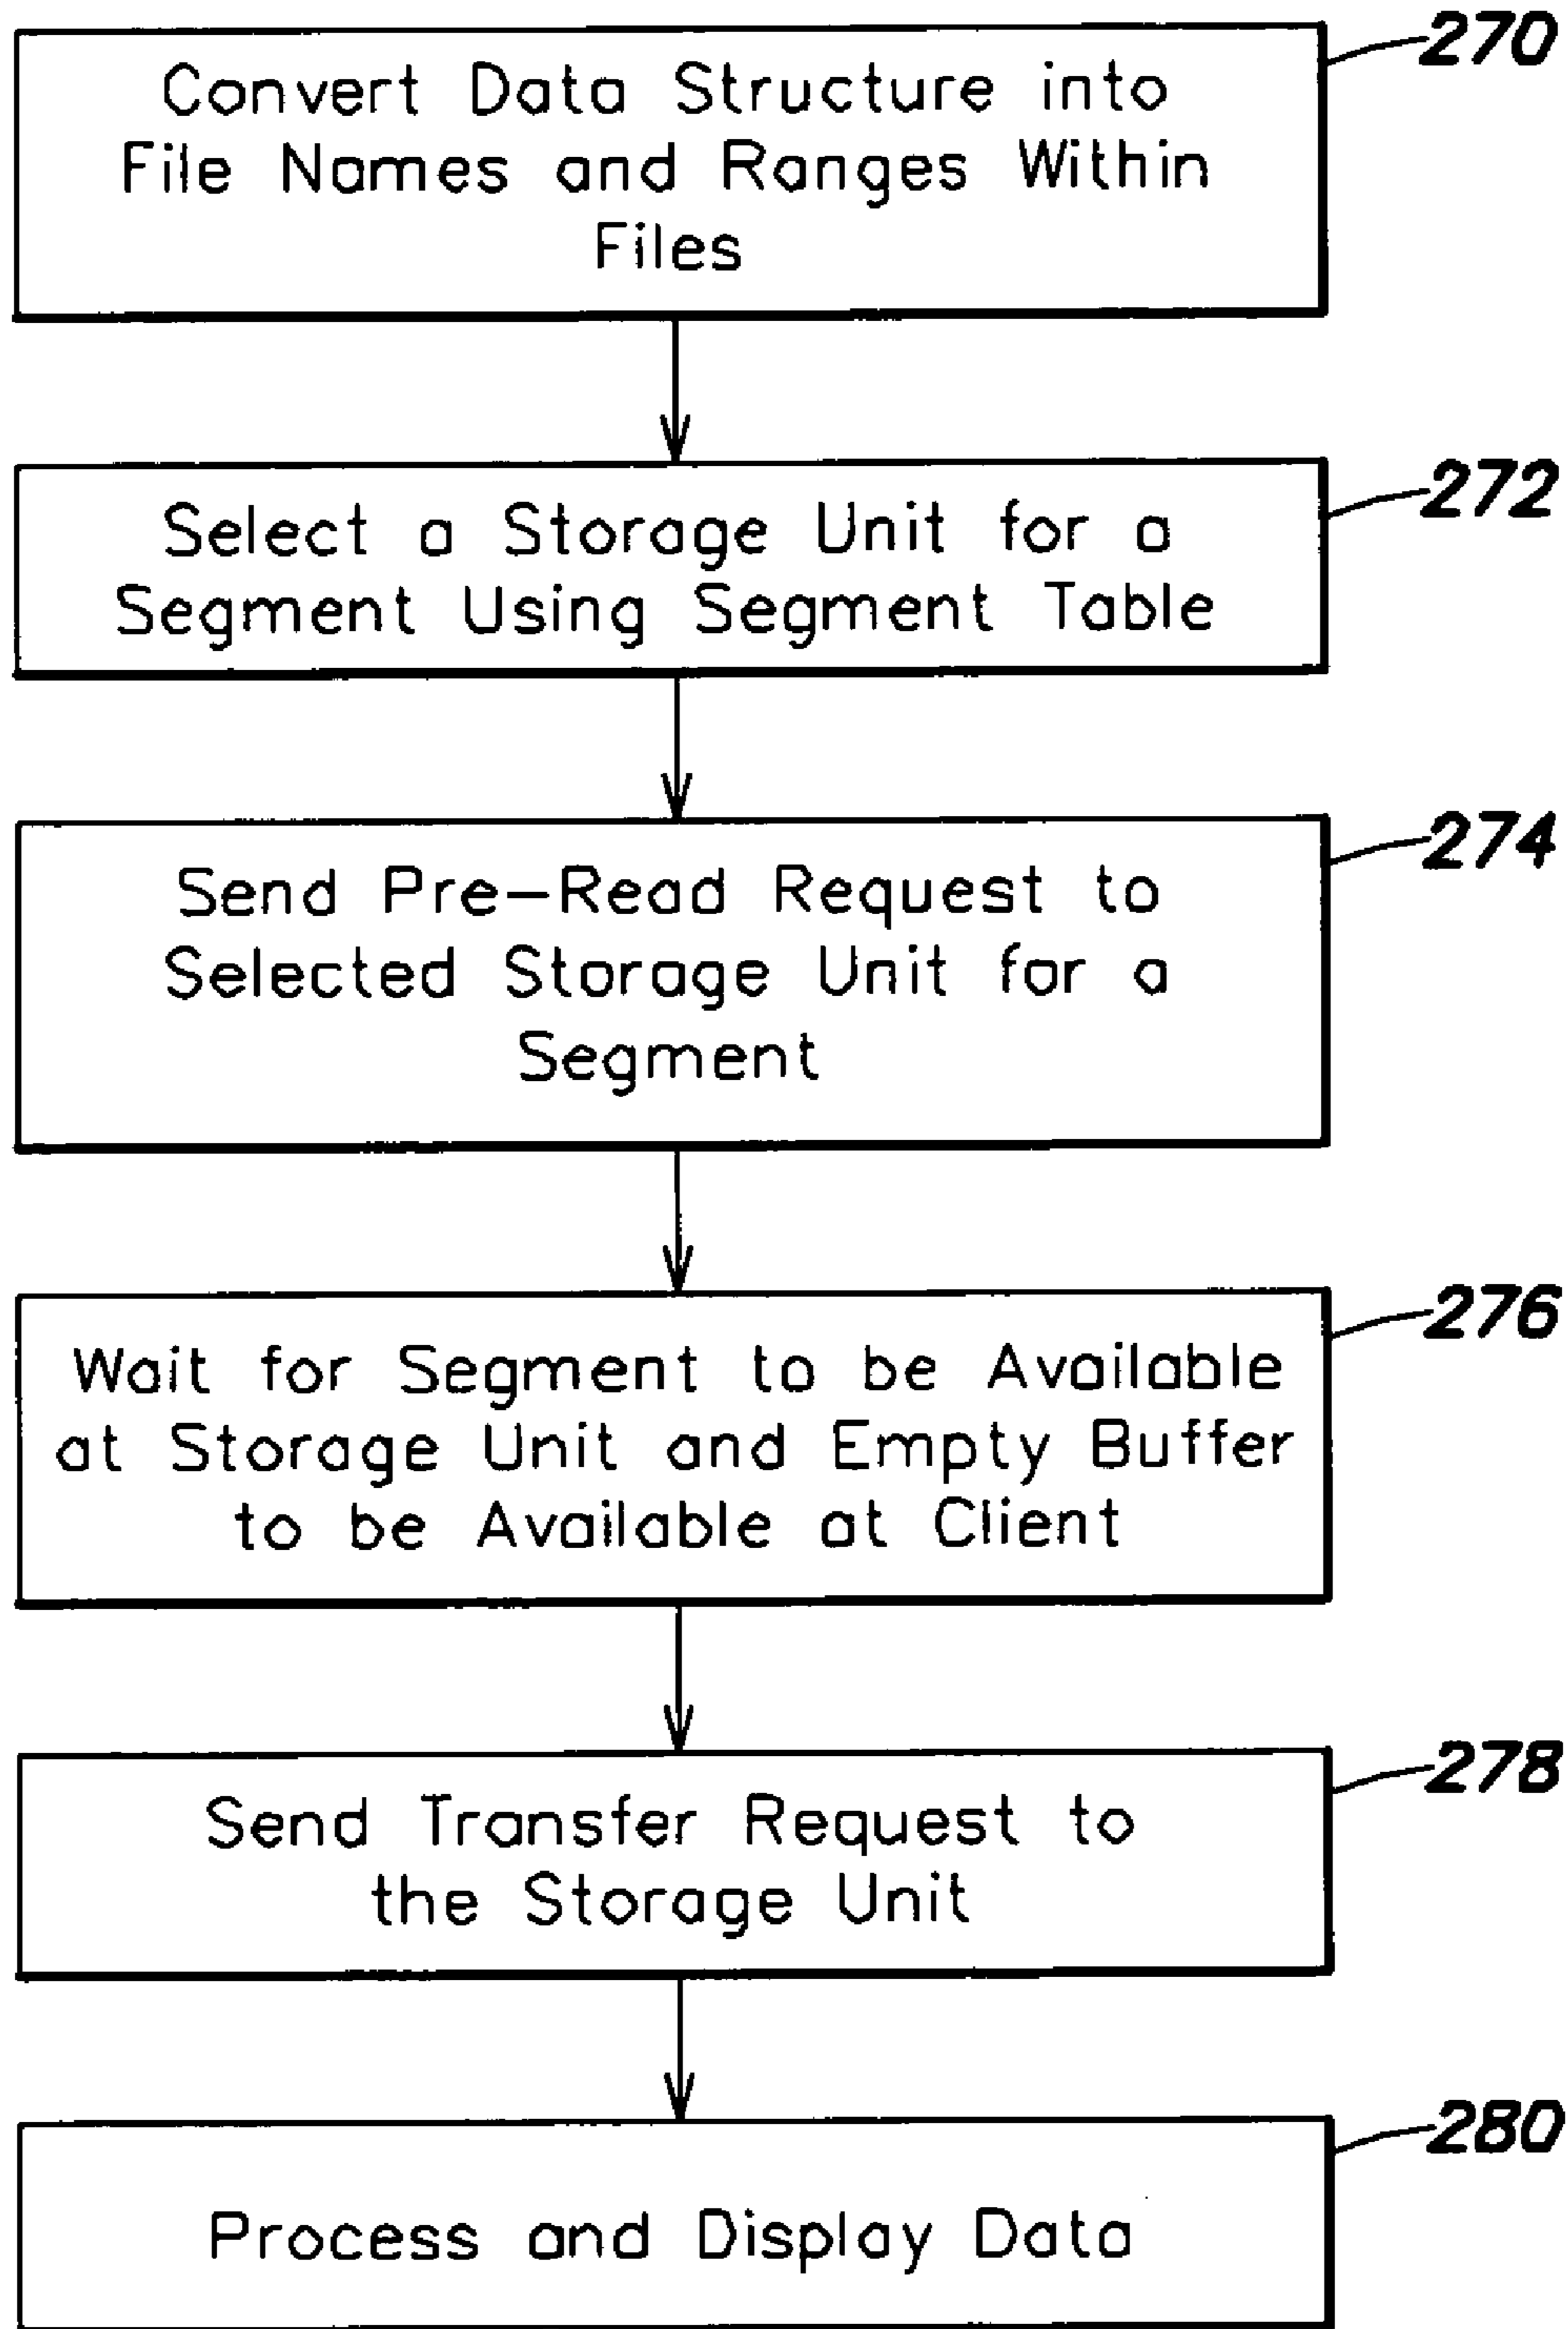 270
Convert Data Structure into
File Names and Ranges Within
Files
272
Select a Storage Unit for a
Segment Using Segment Table
274
Send Pre-Read Request to
Selected Storage Unit for a
Segment
276
Wait for Segment to be Available
at Storage Unit and Empty Buffer
to be Available at Client
278
Send Transfer Request to
the Storage Unit
280
Process and Display Data